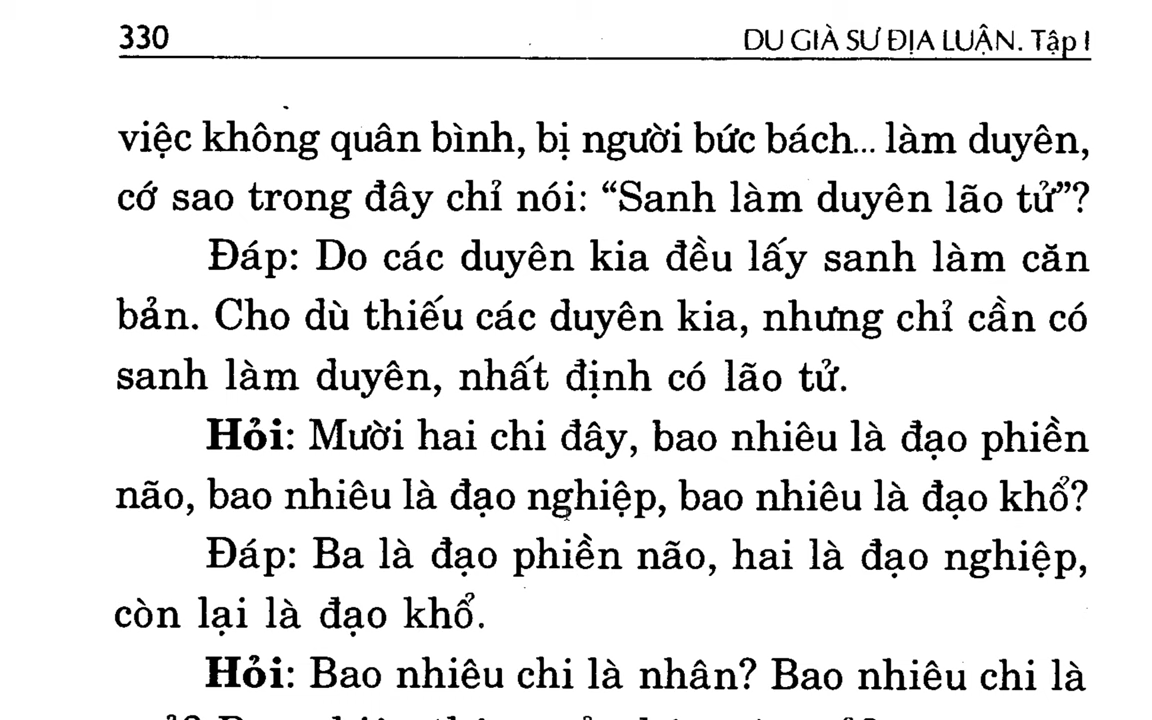 330 DU GIÀ SƯ ĐỊA LUẬN. Tập I
việc không quân bình, bị người bức bách... làm duyên,
cớ sao trong đây chỉ nói: “Sanh làm duyên lão tử”?
Đáp: Do các duyên kia đều lấy sanh làm căn
bản. Cho dù thiếu các duyên kia, nhưng chỉ cần có
sanh làm duyên, nhất định có lão tử.
Hỏi: Mười hai chi đây, bao nhiêu là đạo phiền
não, bao nhiêu là đạo nghiệp, bao nhiêu là đạo khổ?
Đáp: Ba là đạo phiền não, hai là đạo nghiệp,
còn lại là đạo khổ.
Hỏi: Bao nhiêu chi là nhân? Bao nhiêu chi là